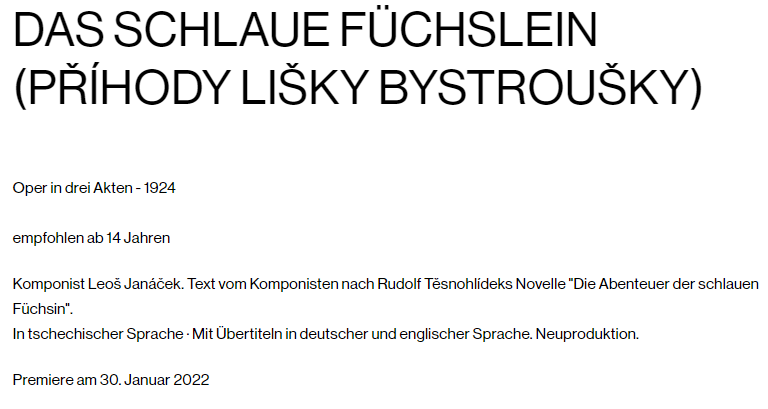 DAS SCHLAUE FÜCHSLEIN
(PŘÍHODY LIŠKY BYSTROUŠKY)
Oper in drei Akten - 1924
empfohlen ab 14 Jahren
Komponist Leoš Janáček. Text vom Komponisten nach Rudolf Těsnohlídeks Novelle "Die Abenteuer der schlauen
Füchsin".
In tschechischer Sprache · Mit Übertiteln in deutscher und englischer Sprache. Neuproduktion.
Premiere am 30. Januar 2022